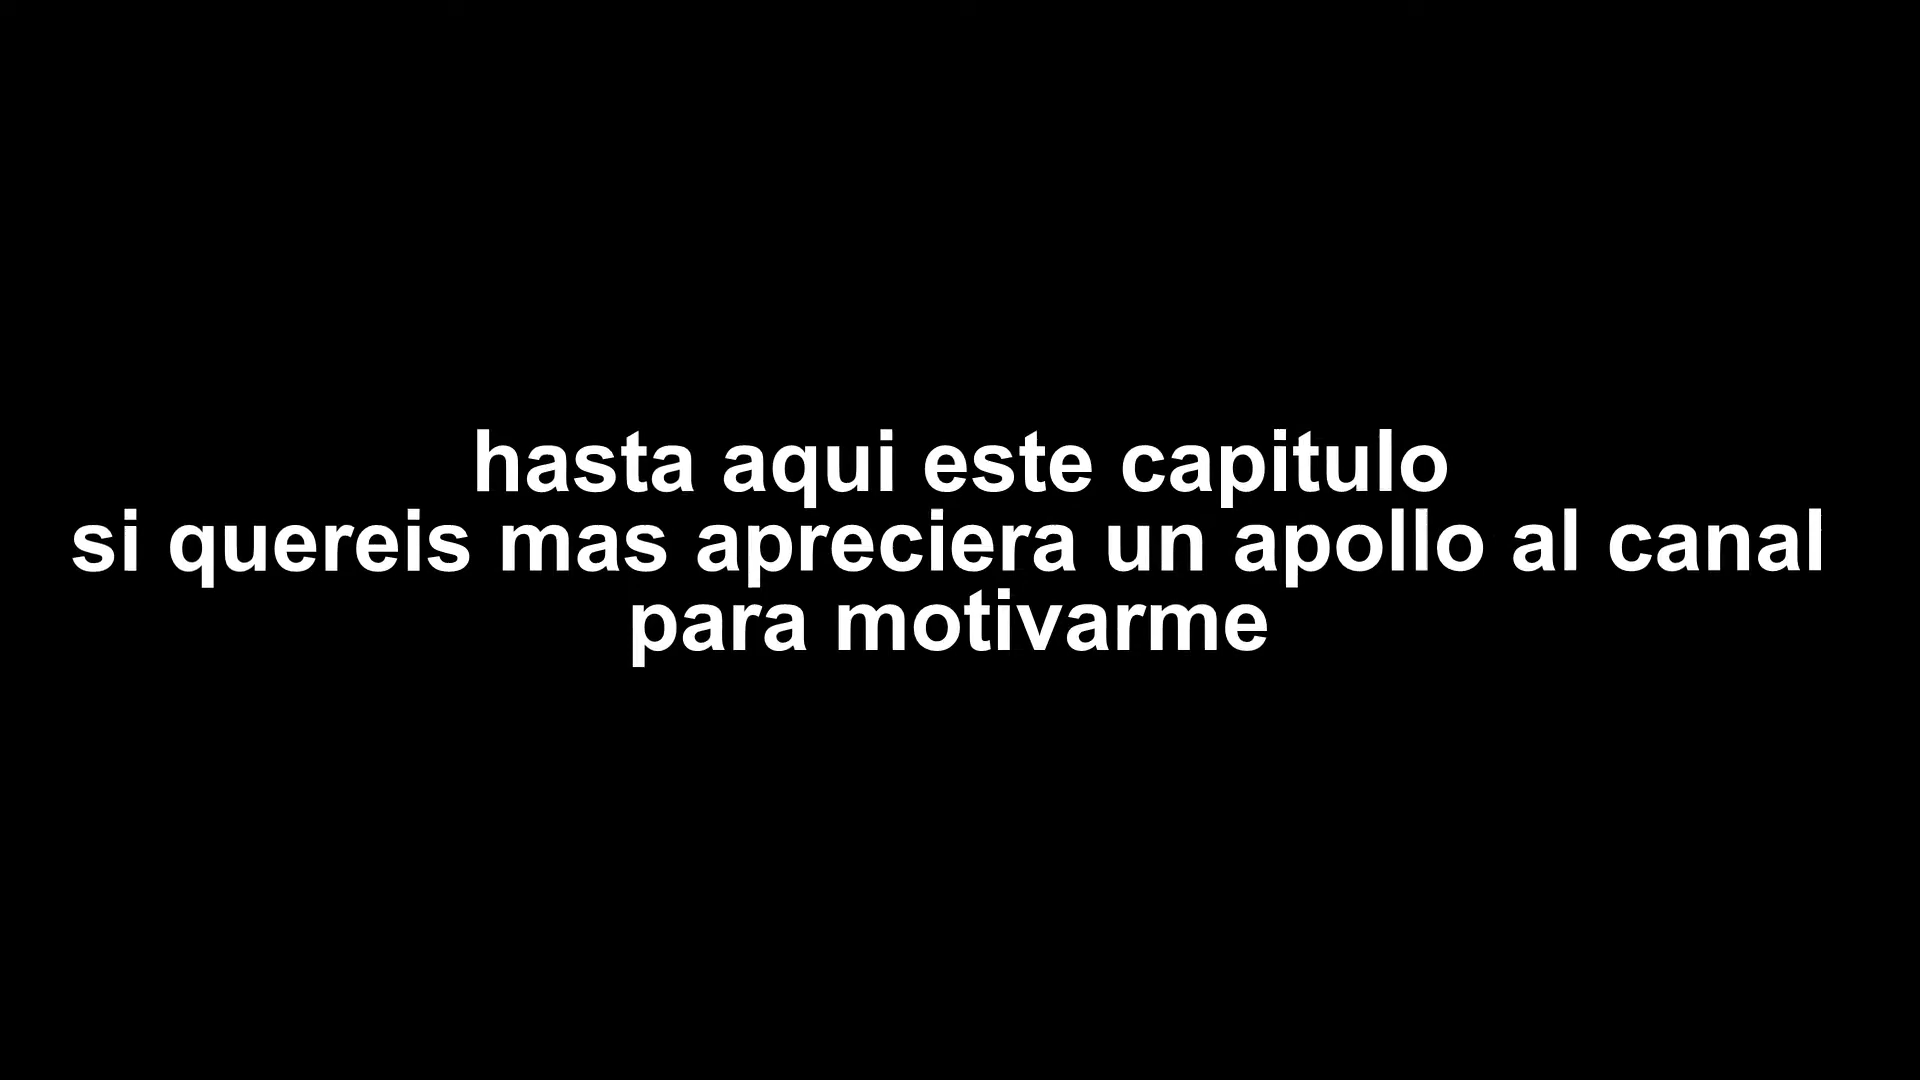 hasta aqui este capitulo
si quereis mas apreciera un apollo al canal
para motivarme